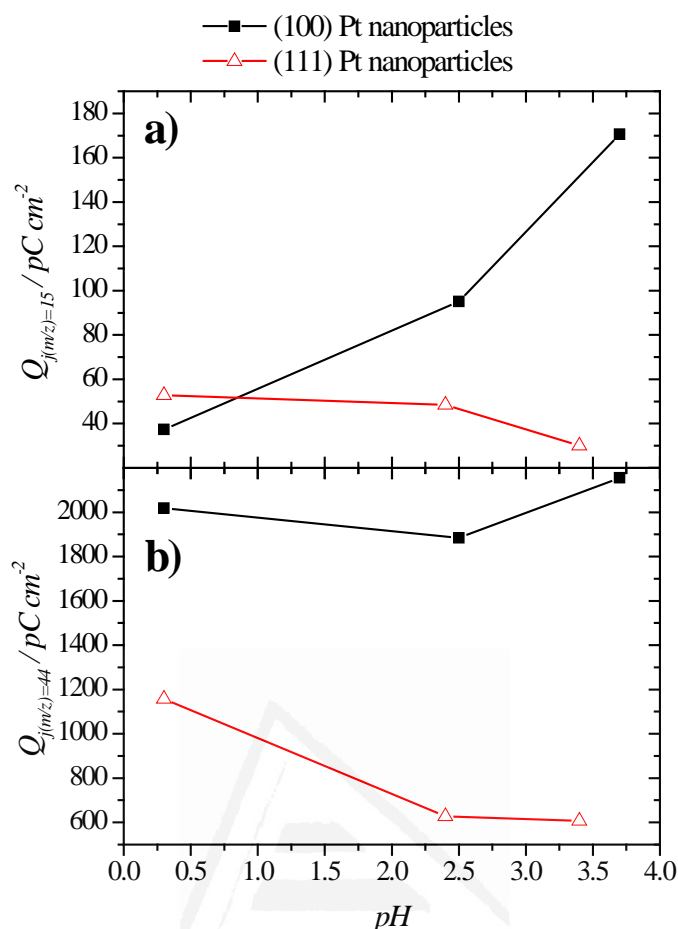 (100) Pt nanoparticles
(111) Pt nanoparticles
a)
180
160
140
120
100
80
60
40
Q_{j(m/z)=15} / pC cm^{-2}
b)
2000
1800
1600
1400
1200
1000
800
600
Q_{j(m/z)=44} / pC cm^{-2}
0.0 0.5 1.0 1.5 2.0 2.5 3.0 3.5 4.0
pH